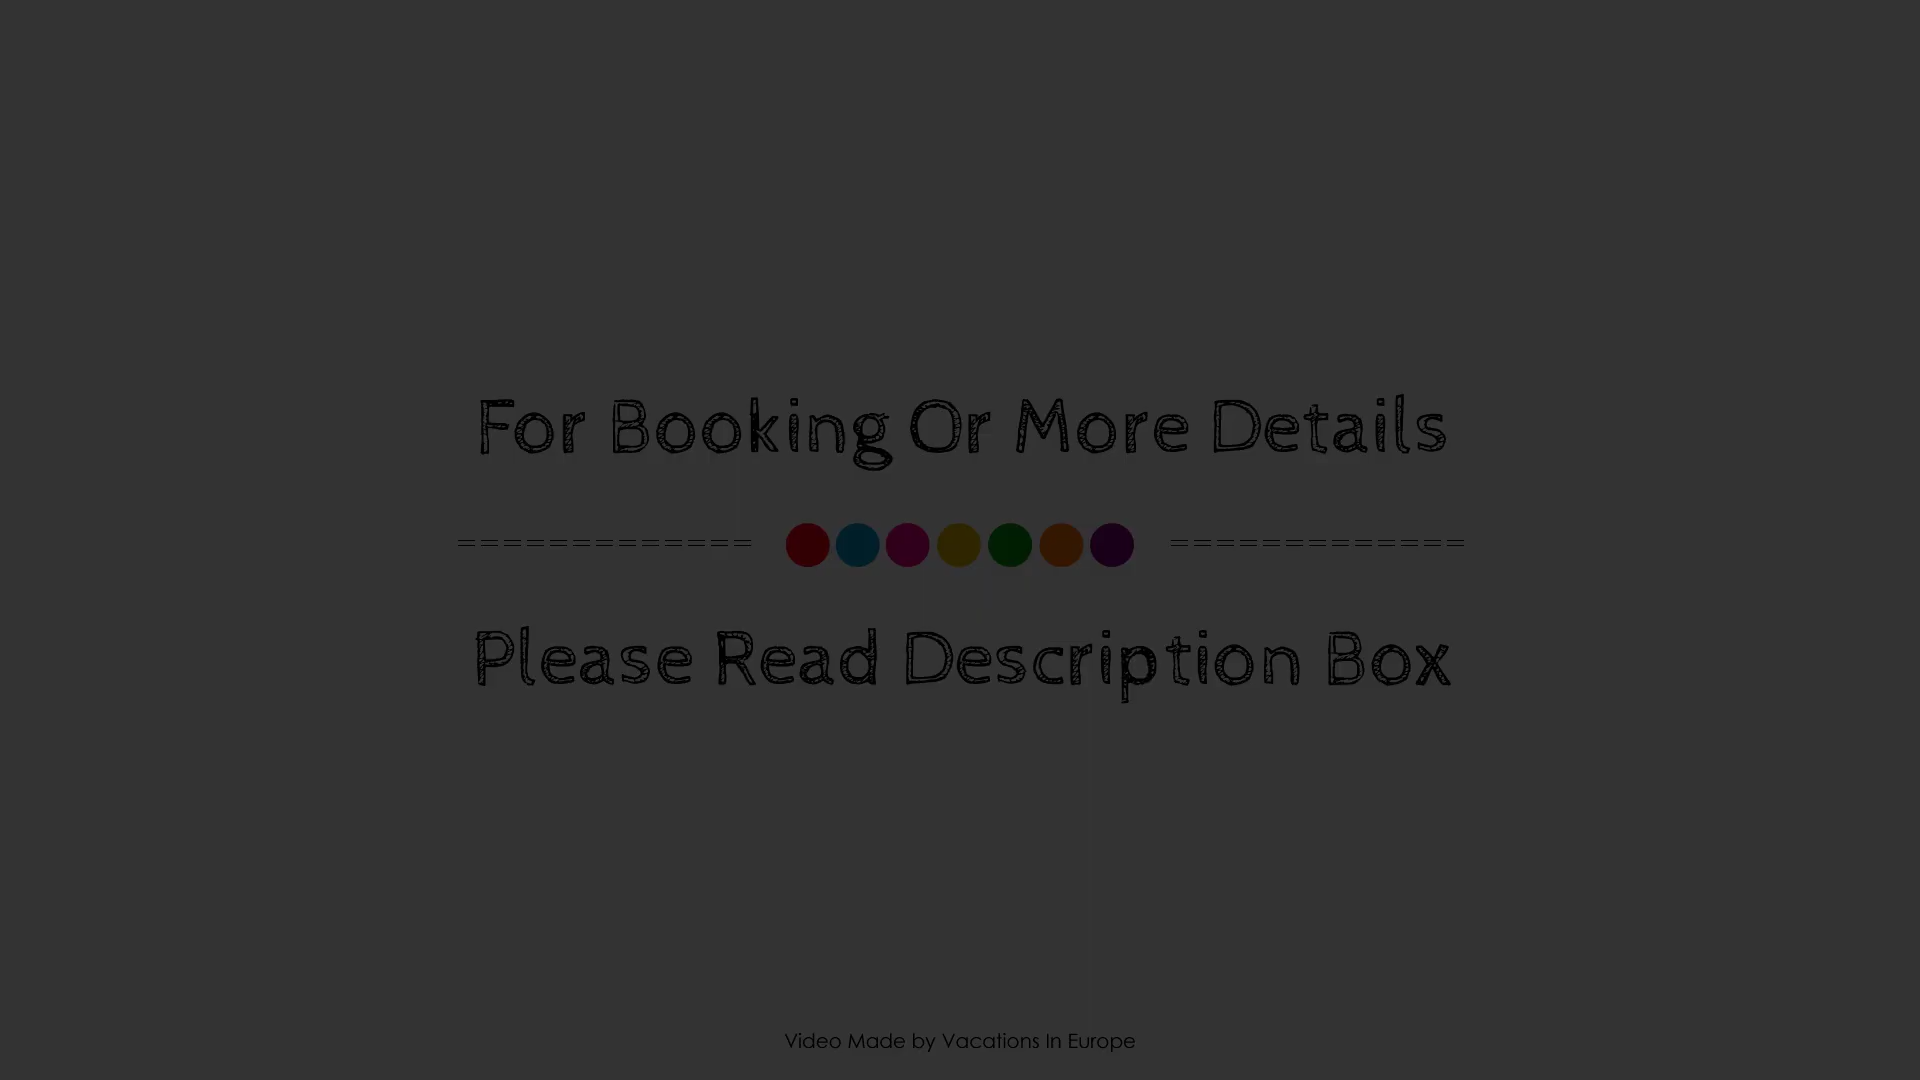 For Booking Or More Details
============= =============
Please Read Description Box
Video Made by Vacations In Europe